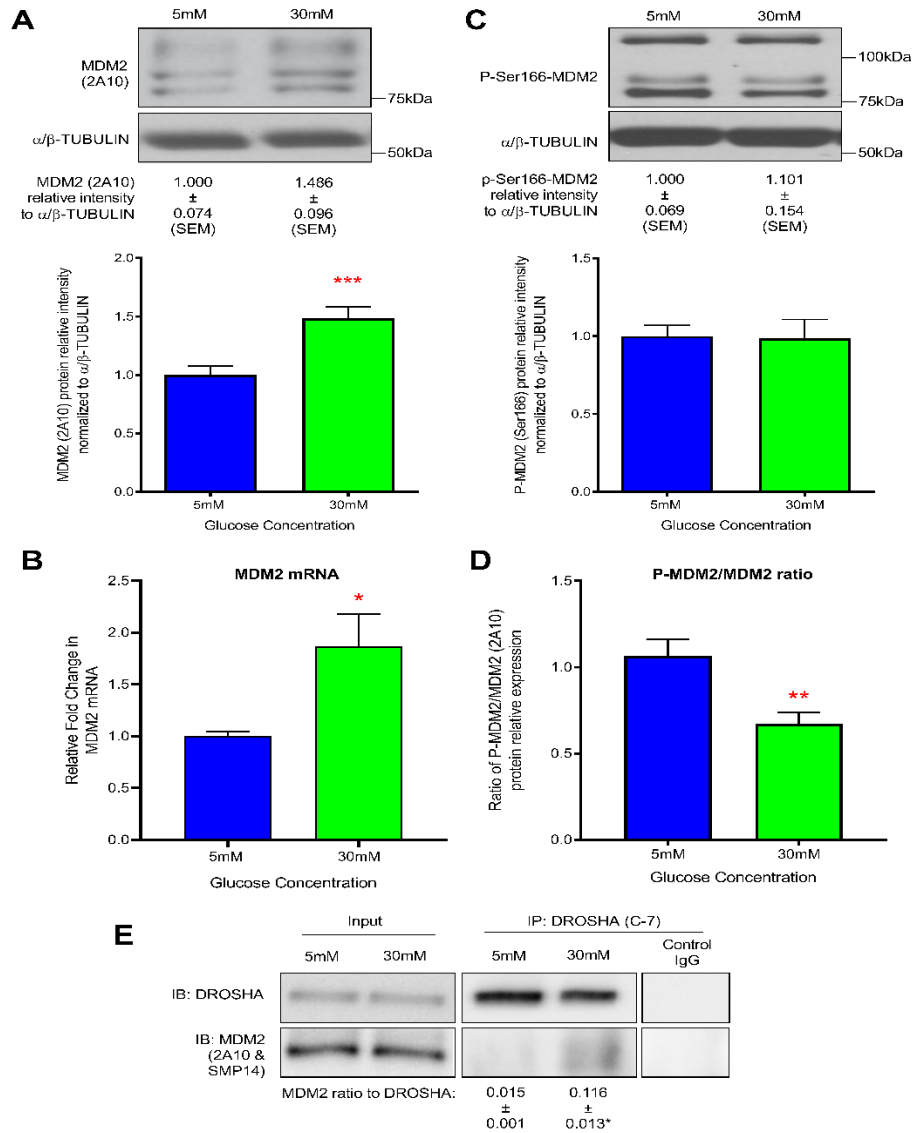 A
5mM
30mM
MDM2
(2A10)
75kDa
α/β-TUBULIN
50kDa
MDM2 (2A10)
relative intensity
to α/β-TUBULIN
1.000
±
0.074
(SEM)
1.486
±
0.096
(SEM)
MDM2 (2A10) protein relative intensity
normalized to α/β-TUBULIN
2.0
1.5
1.0
0.5
0.0
***
5mM
30mM
Glucose Concentration
C
5mM
30mM
100kDa
P-Ser166-MDM2
75kDa
α/β-TUBULIN
50kDa
p-Ser166-MDM2
relative intensity
to α/β-TUBULIN
1.000
±
0.069
(SEM)
1.101
±
0.154
(SEM)
P-MDM2 (Ser166) protein relative intensity
normalized to α/β-TUBULIN
1.5
1.0
0.5
0.0
5mM
30mM
Glucose Concentration
B
MDM2 mRNA
Relative Fold Change in
MDM2 mRNA
2.5
2.0
1.5
1.0
0.5
0.0
*
5mM
30mM
Glucose Concentration
D
P-MDM2/MDM2 ratio
Ratio of P-MDM2/MDM2 (2A10)
protein relative expression
1.5
1.0
0.5
0.0
**
5mM
30mM
Glucose Concentration
E
Input
IP: DROSHA (C-7)
5mM
30mM
5mM
30mM
Control
IgG
IB: DROSHA
IB: MDM2
(2A10 &
SMP14)
MDM2 ratio to DROSHA:
0.015
±
0.001
0.116
±
0.013*